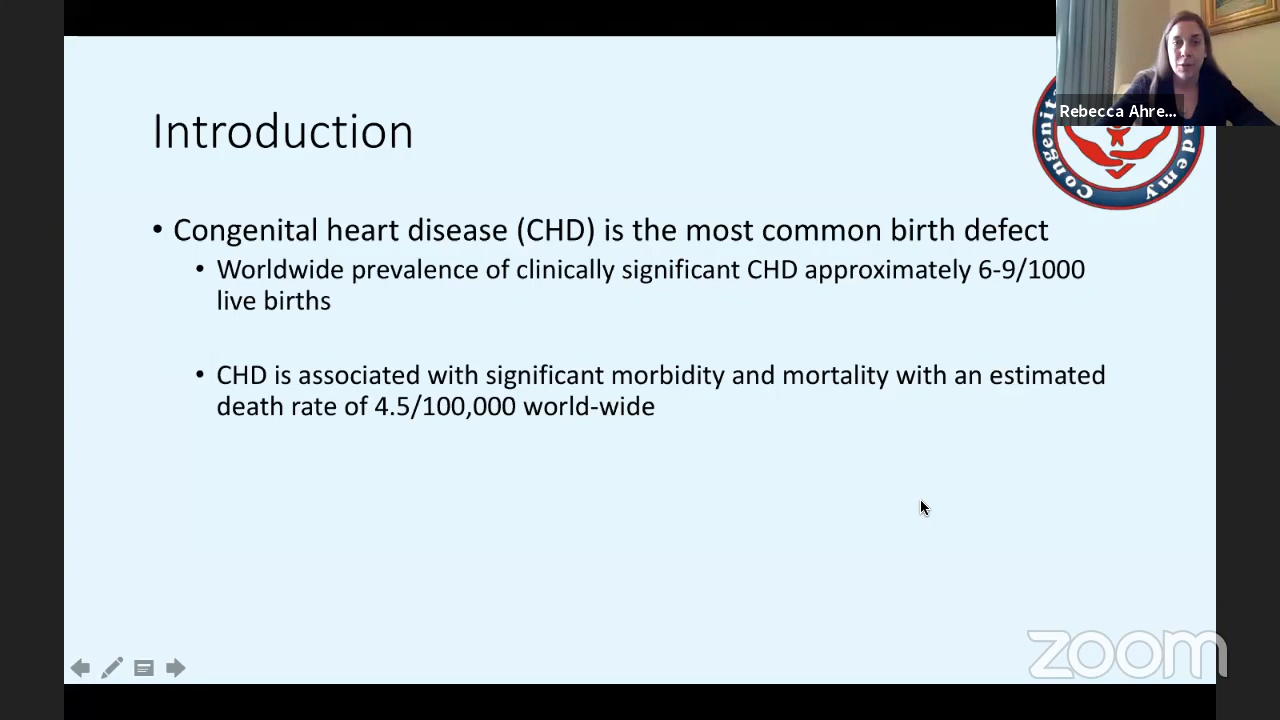 Rebecca Ahre...
Congenit
ademy
Introduction
• Congenital heart disease (CHD) is the most common birth defect
• Worldwide prevalence of clinically significant CHD approximately 6-9/1000
live births
• CHD is associated with significant morbidity and mortality with an estimated
death rate of 4.5/100,000 world-wide
zoom